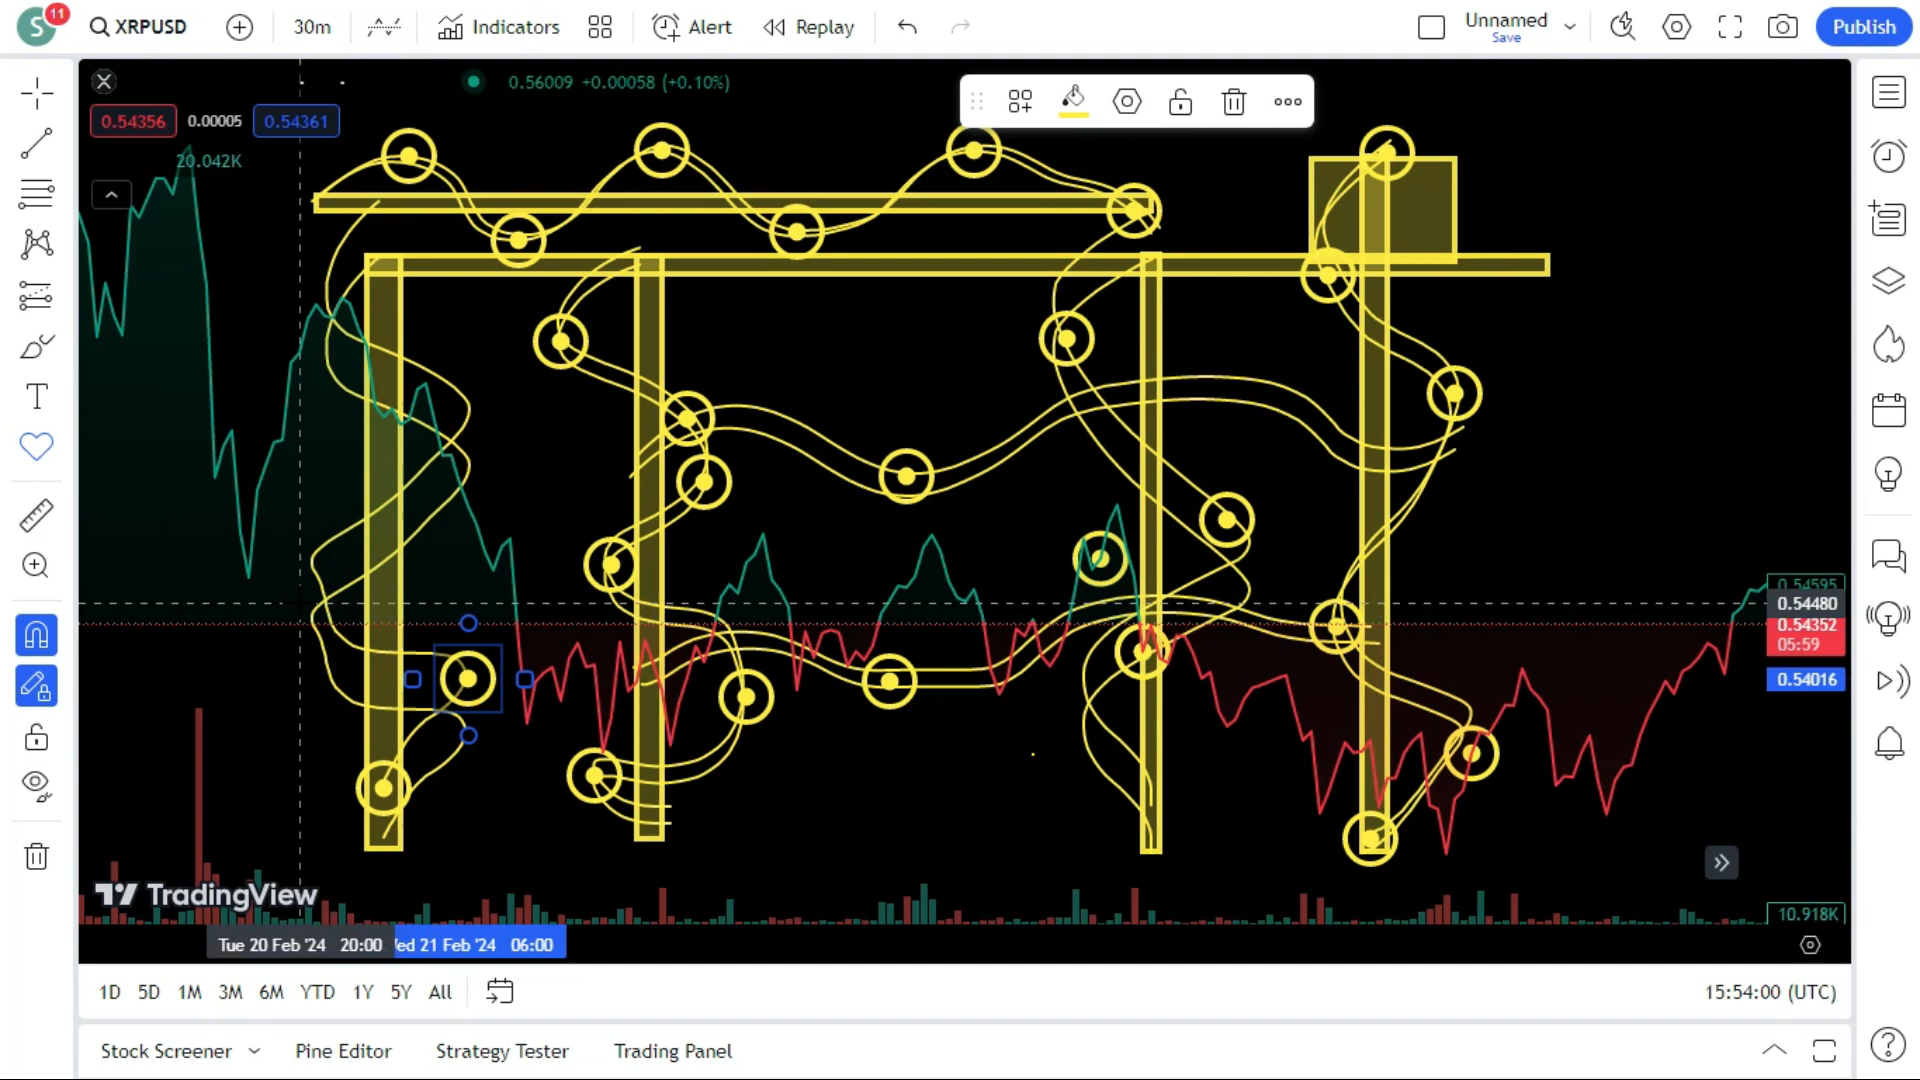 S 11 XRPUSD 30m Indicators Alert Replay Unnamed Save Publish
0.56009 +0.00058 (+0.10%)
0.54356 0.00005 0.54361
20.042K
0.54595
0.54480
0.54352
05:59
0.54016
TradingView
10.918K
Tue 20 Feb '24 20:00 ed 21 Feb '24 06:00
1D 5D 1M 3M 6M YTD 1Y 5Y All 15:54:00 (UTC)
Stock Screener Pine Editor Strategy Tester Trading Panel